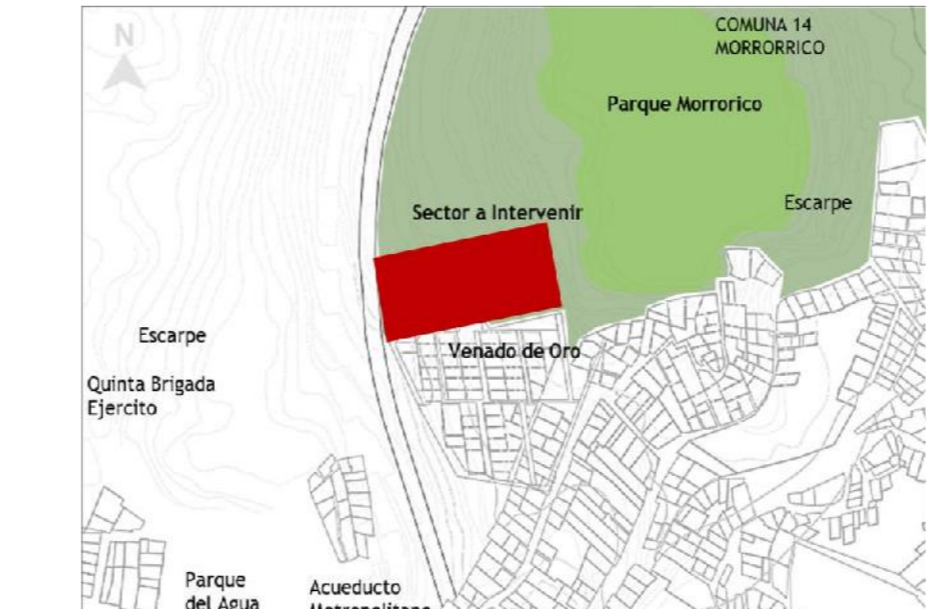 N
COMUNA 14
MORRORRICO
Parque Morrorico
Escarpe
Sector a Intervenir
Escarpe
Venado de Oro
Quinta Brigada
Ejercito
Parque
del Agua
Acueducto
Metropolitano